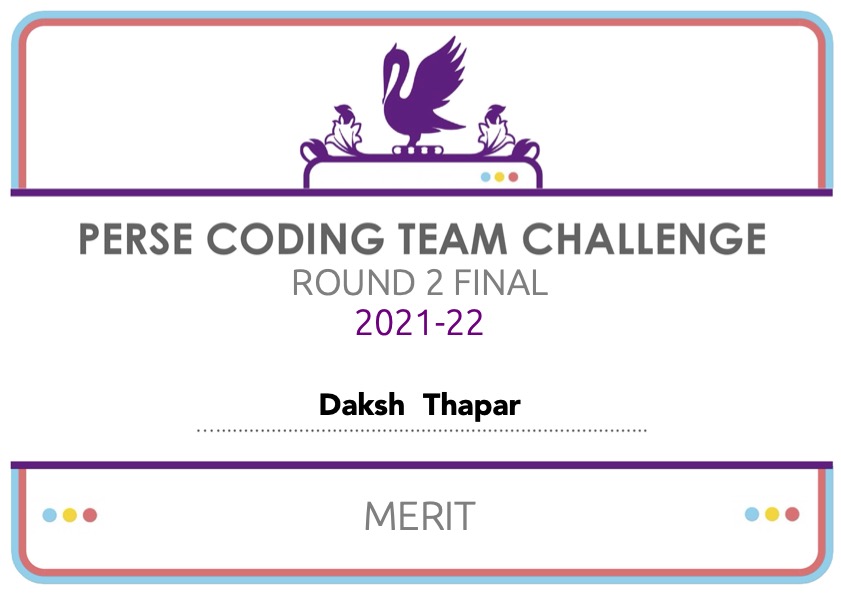 PERSE CODING TEAM CHALLENGE
ROUND 2 FINAL
2021-22
Daksh Thapar
MERIT